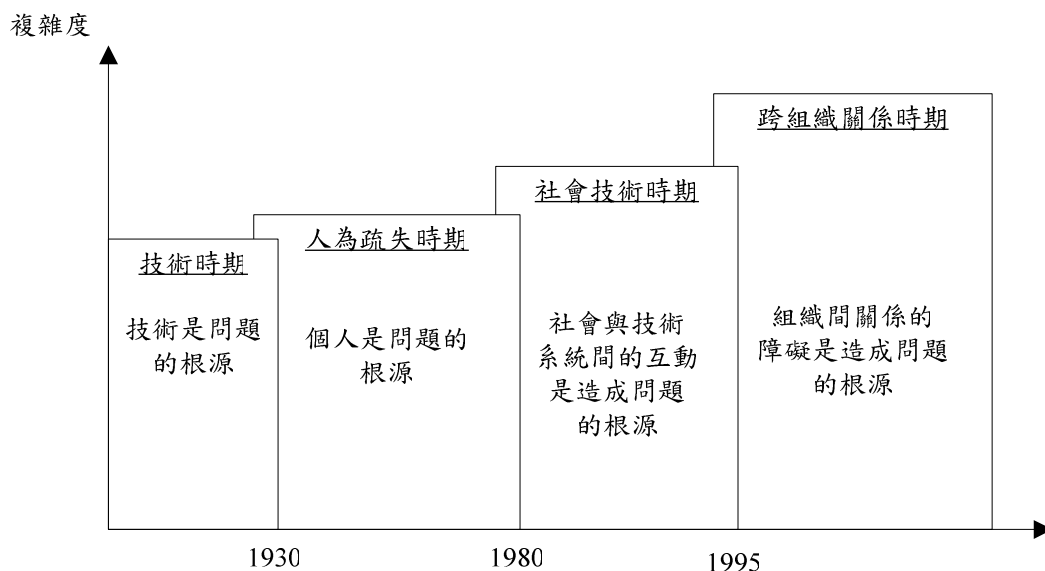 複雜度
跨組織關係時期
社會技術時期
人為疏失時期
技術時期
技術是問題
的根源
個人是問題的
根源
社會與技術
系統間的互動
是造成問題
的根源
組織間關係的
障礙是造成問題
的根源
1930
1980
1995